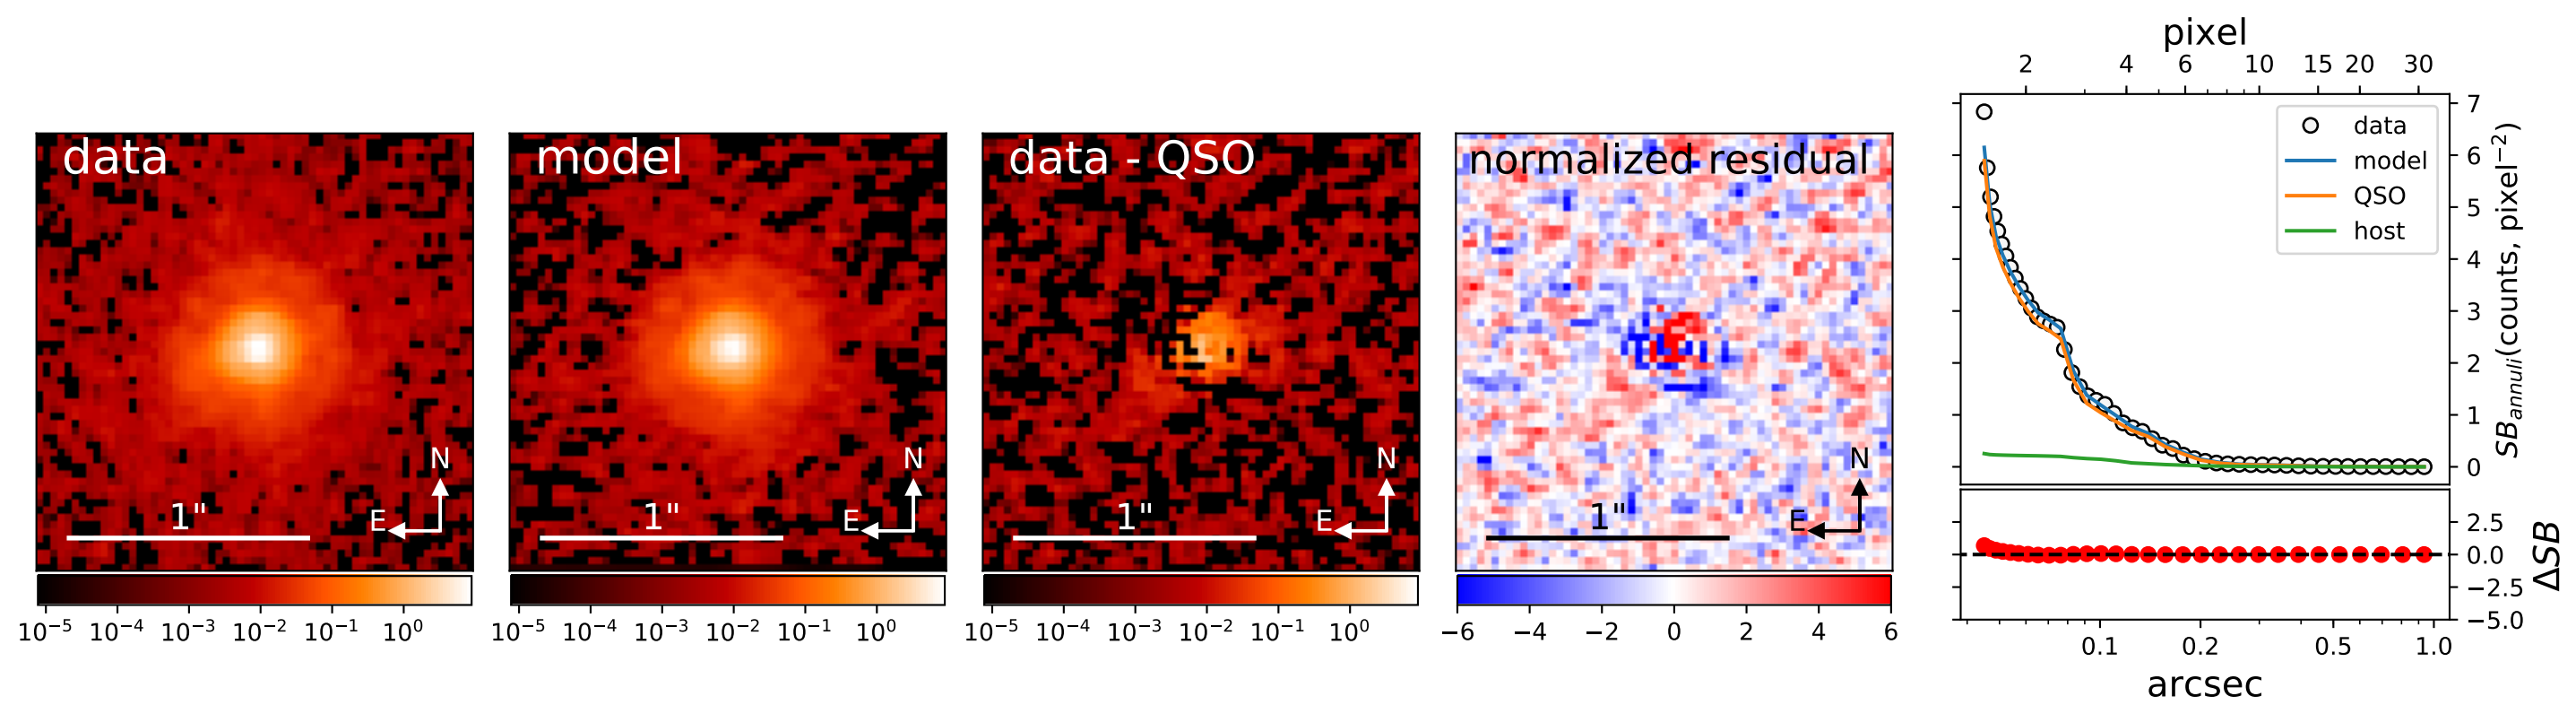 data
N
E
1"
10⁻⁵ 10⁻⁴ 10⁻³ 10⁻² 10⁻¹ 10⁰
model
N
E
1"
10⁻⁵ 10⁻⁴ 10⁻³ 10⁻² 10⁻¹ 10⁰
data - QSO
N
E
1"
10⁻⁵ 10⁻⁴ 10⁻³ 10⁻² 10⁻¹ 10⁰
normalized residual
N
E
1"
−6 −4 −2 0 2 4 6
pixel
2 4 6 10 15 20 30
data
model
QSO
host
7
6
5
4
3
2
1
0
SB_annuli(counts, pixel⁻²)
2.5
0.0
−2.5
−5.0
ΔSB
0.1 0.2 0.5 1.0
arcsec